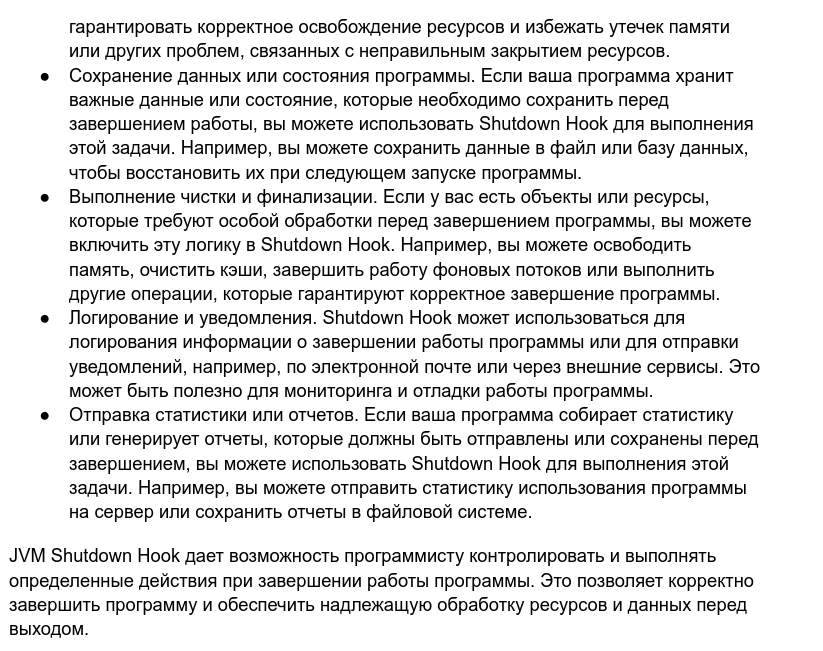 гарантировать корректное освобождение ресурсов и избежать утечек памяти
или других проблем, связанных с неправильным закрытием ресурсов.
● Сохранение данных или состояния программы. Если ваша программа хранит
важные данные или состояние, которые необходимо сохранить перед
завершением работы, вы можете использовать Shutdown Hook для выполнения
этой задачи. Например, вы можете сохранить данные в файл или базу данных,
чтобы восстановить их при следующем запуске программы.
● Выполнение чистки и финализации. Если у вас есть объекты или ресурсы,
которые требуют особой обработки перед завершением программы, вы можете
включить эту логику в Shutdown Hook. Например, вы можете освободить
память, очистить кэши, завершить работу фоновых потоков или выполнить
другие операции, которые гарантируют корректное завершение программы.
● Логирование и уведомления. Shutdown Hook может использоваться для
логирования информации о завершении работы программы или для отправки
уведомлений, например, по электронной почте или через внешние сервисы. Это
может быть полезно для мониторинга и отладки работы программы.
● Отправка статистики или отчетов. Если ваша программа собирает статистику
или генерирует отчеты, которые должны быть отправлены или сохранены перед
завершением, вы можете использовать Shutdown Hook для выполнения этой
задачи. Например, вы можете отправить статистику использования программы
на сервер или сохранить отчеты в файловой системе.
JVM Shutdown Hook дает возможность программисту контролировать и выполнять
определенные действия при завершении работы программы. Это позволяет корректно
завершить программу и обеспечить надлежащую обработку ресурсов и данных перед
выходом.